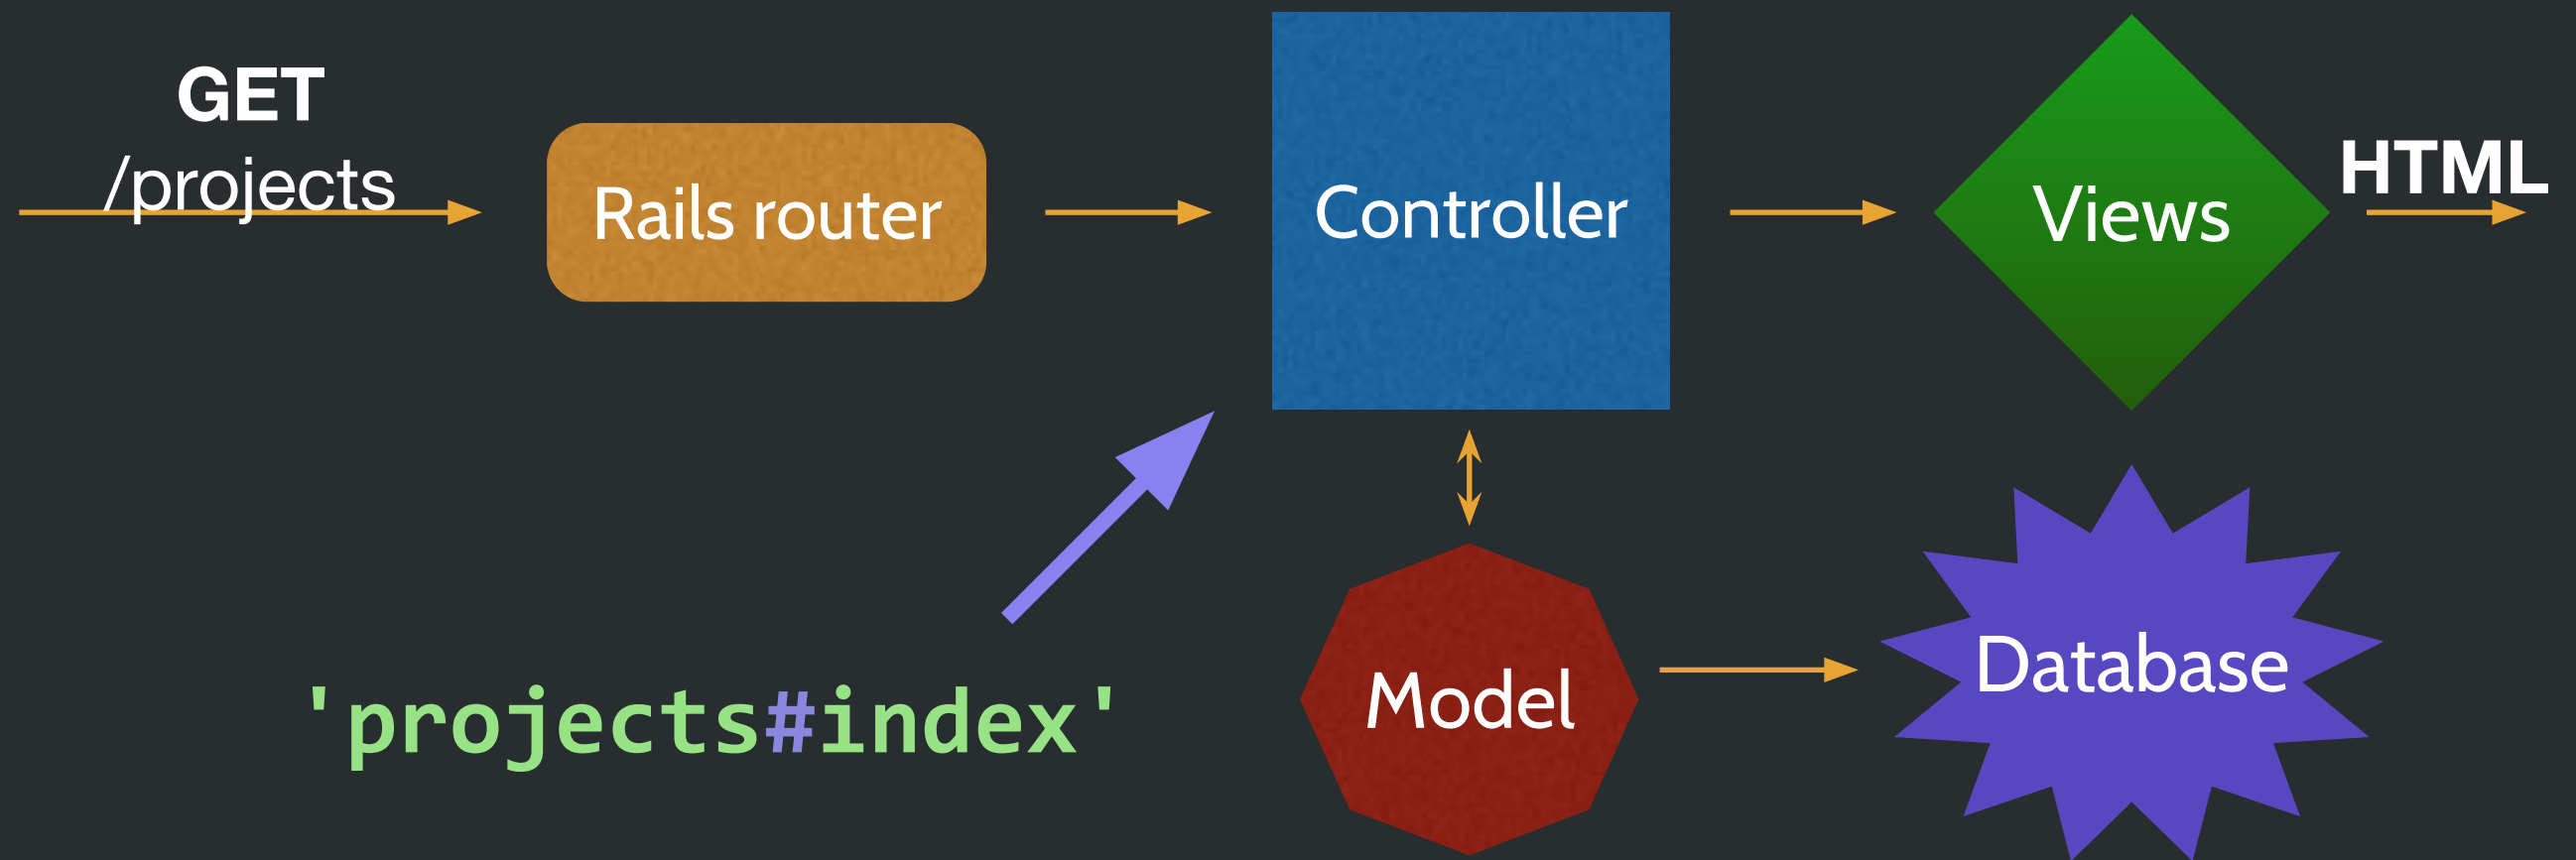 GET
/projects
Rails router
Controller
Views
HTML
'projects#index'
Model
Database